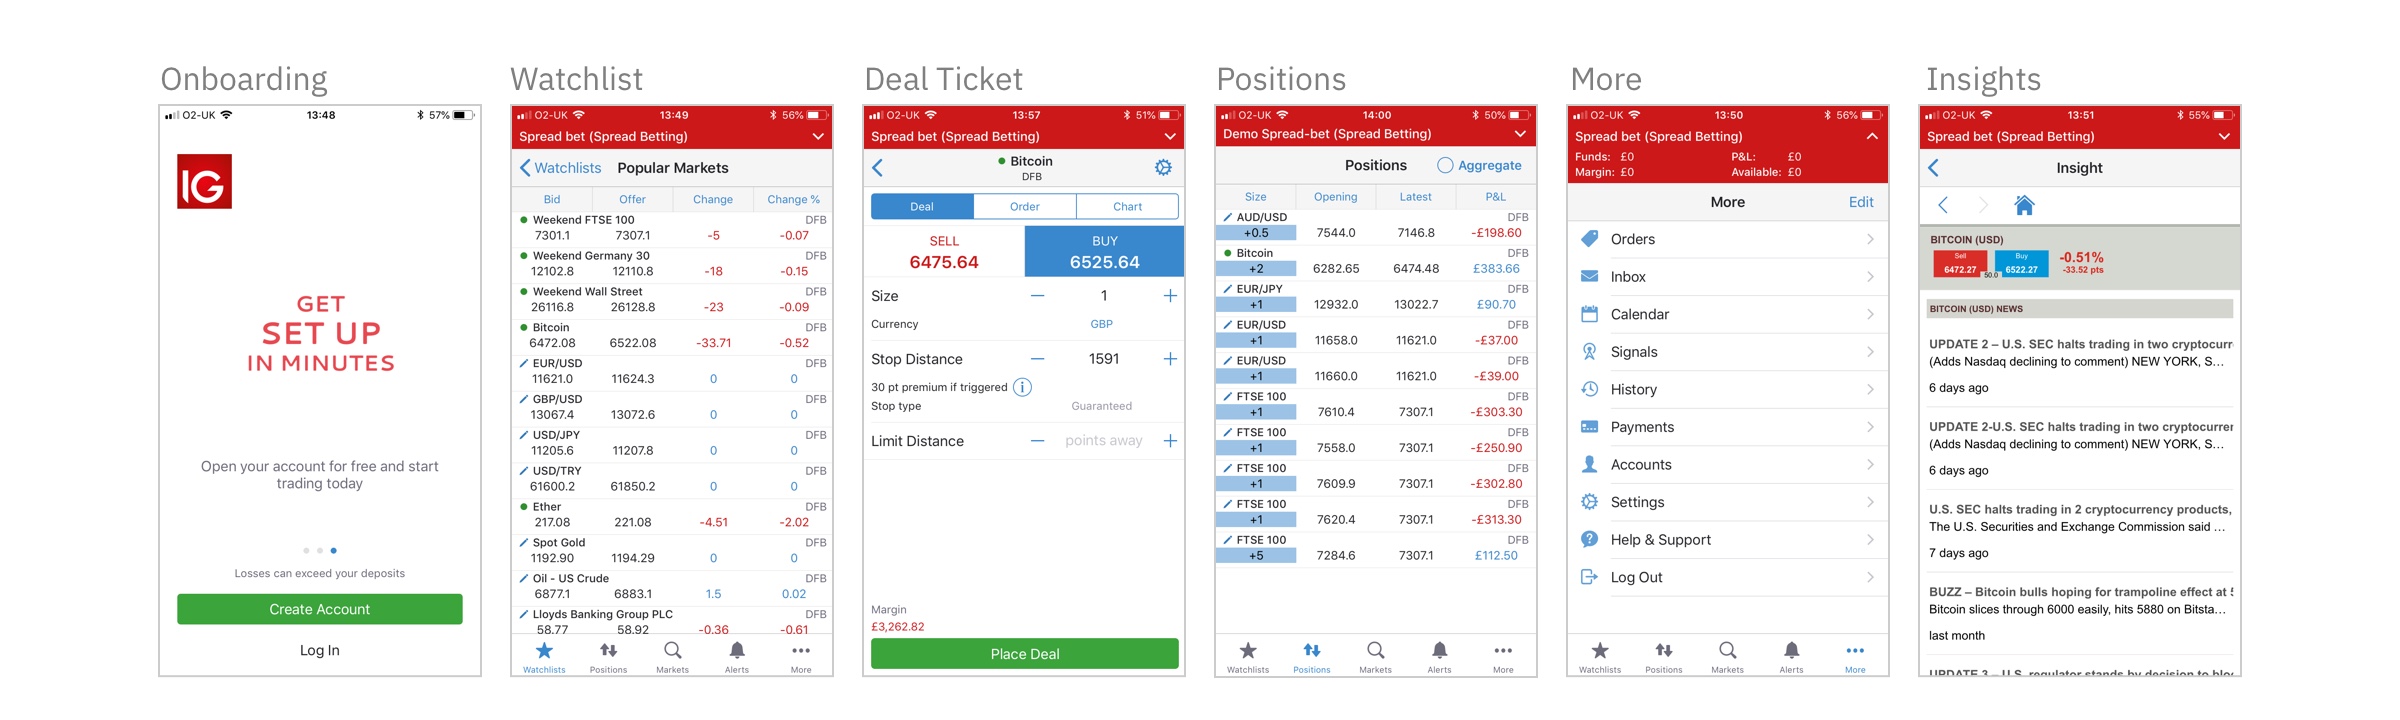 Onboarding
O2-UK 13:48 57%
IG
GET
SET UP
IN MINUTES
Open your account for free and start
trading today
Losses can exceed your deposits
Create Account
Log In
Watchlist
O2-UK 13:49 56%
Spread bet (Spread Betting)
Watchlists Popular Markets
Bid Offer Change Change %
Weekend FTSE 100 DFB
7301.1 7307.1 -5 -0.07
Weekend Germany 30 DFB
12102.8 12110.8 -18 -0.15
Weekend Wall Street DFB
26116.8 26128.8 -23 -0.09
Bitcoin DFB
6472.08 6522.08 -33.71 -0.52
EUR/USD DFB
11621.0 11624.3 0 0
GBP/USD DFB
13067.4 13072.6 0 0
USD/JPY DFB
11205.6 11207.8 0 0
USD/TRY DFB
61600.2 61850.2 0 0
Ether DFB
217.08 221.08 -4.51 -2.02
Spot Gold DFB
1192.90 1194.29 0 0
Oil - US Crude DFB
6877.1 6883.1 1.5 0.02
Lloyds Banking Group PLC DFB
58.77 58.92 -0.36 -0.61
Watchlists Positions Markets Alerts More
Deal Ticket
O2-UK 13:57 51%
Spread bet (Spread Betting)
Bitcoin
DFB
Deal Order Chart
SELL BUY
6475.64 6525.64
Size 1
Currency GBP
Stop Distance 1591
30 pt premium if triggered i
Stop type Guaranteed
Limit Distance points away
Margin
£3,262.82
Place Deal
Positions
O2-UK 14:00 50%
Demo Spread-bet (Spread Betting)
Positions Aggregate
Size Opening Latest P&L
AUD/USD DFB
+0.5 7544.0 7146.8 -£198.60
Bitcoin DFB
+2 6282.65 6474.48 £383.66
EUR/JPY DFB
+1 12932.0 13022.7 £90.70
EUR/USD DFB
+1 11658.0 11621.0 -£37.00
EUR/USD DFB
+1 11660.0 11621.0 -£39.00
FTSE 100 DFB
+1 7610.4 7307.1 -£303.30
FTSE 100 DFB
+1 7558.0 7307.1 -£250.90
FTSE 100 DFB
+1 7609.9 7307.1 -£302.80
FTSE 100 DFB
+1 7620.4 7307.1 -£313.30
FTSE 100 DFB
+5 7284.6 7307.1 £112.50
Watchlists Positions Markets Alerts More
More
O2-UK 13:50 56%
Spread bet (Spread Betting)
Funds: £0 P&L: £0
Margin: £0 Available: £0
More Edit
Orders
Inbox
Calendar
Signals
History
Payments
Accounts
Settings
Help & Support
Log Out
Watchlists Positions Markets Alerts More
Insights
O2-UK 13:51 55%
Spread bet (Spread Betting)
Insight
BITCOIN (USD)
Sell Buy -0.51%
6472.27 50.0 6522.27 -33.52 pts
BITCOIN (USD) NEWS
UPDATE 2 – U.S. SEC halts trading in two cryptocurr
(Adds Nasdaq declining to comment) NEW YORK, S...
6 days ago
UPDATE 2-U.S. SEC halts trading in two cryptocurrer
(Adds Nasdaq declining to comment) NEW YORK, S...
6 days ago
U.S. SEC halts trading in 2 cryptocurrency products,
The U.S. Securities and Exchange Commission said ...
7 days ago
BUZZ – Bitcoin bulls hoping for trampoline effect at
Bitcoin slices through 6000 easily, hits 5880 on Bitsta...
last month
UPDATE 3 – U.S. regulator stands by decision to